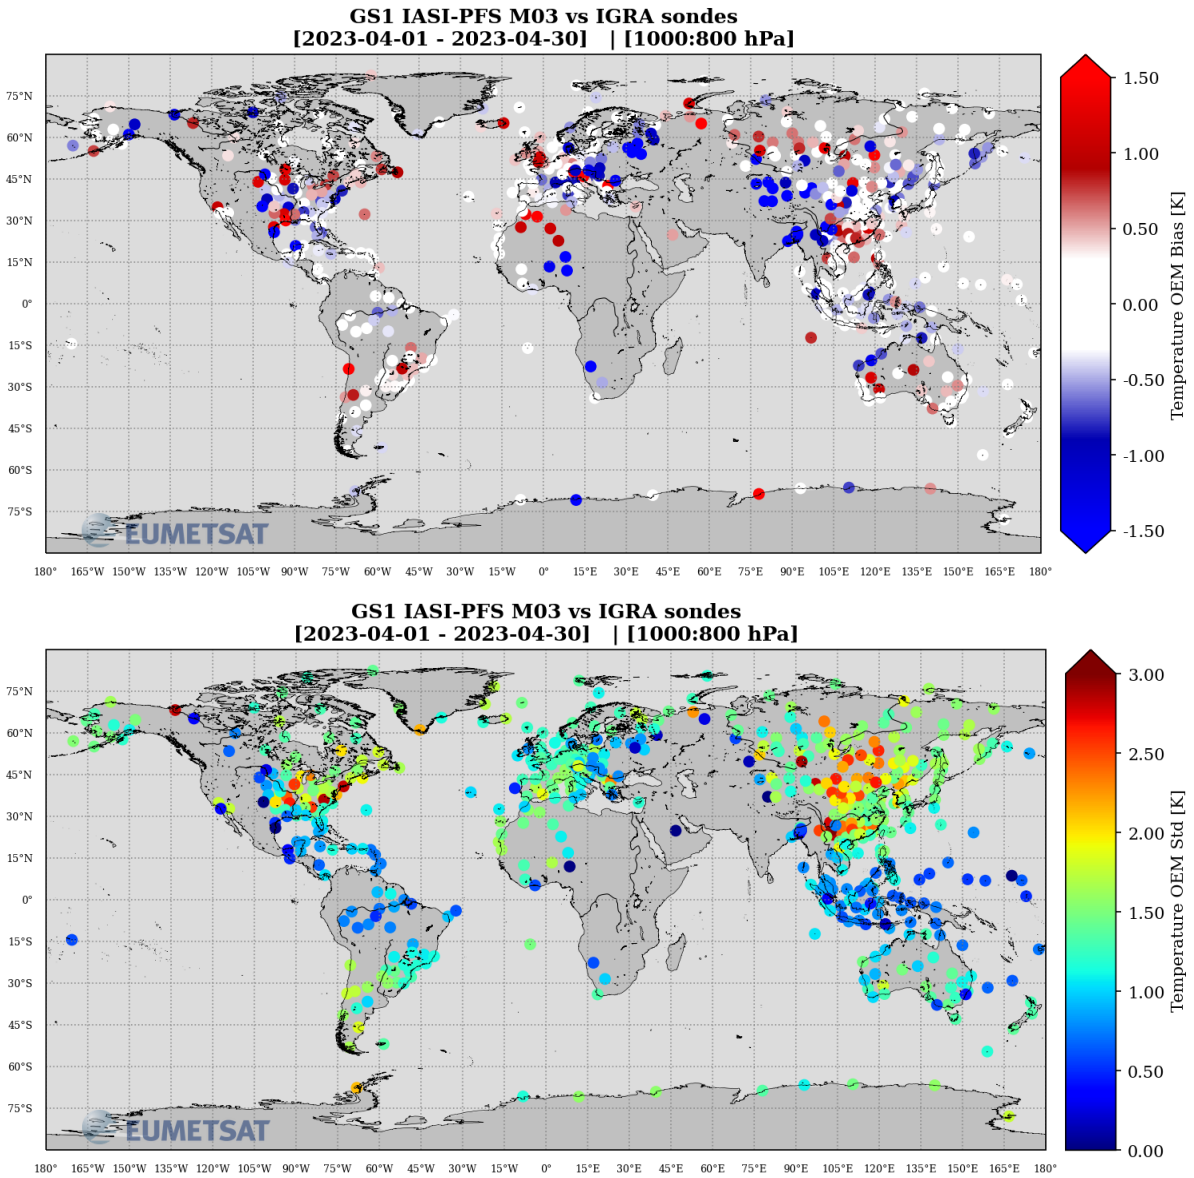 GS1 IASI-PFS M03 vs IGRA sondes
[2023-04-01 - 2023-04-30] | [1000:800 hPa]
75°N
60°N
45°N
30°N
15°N
0°
15°S
30°S
45°S
60°S
75°S
EUMETSAT
180° 165°W 150°W 135°W 120°W 105°W 90°W 75°W 60°W 45°W 30°W 15°W 0° 15°E 30°E 45°E 60°E 75°E 90°E 105°E 120°E 135°E 150°E 165°E 180°
1.50
1.00
0.50
0.00
-0.50
-1.00
-1.50
Temperature OEM Bias [K]
GS1 IASI-PFS M03 vs IGRA sondes
[2023-04-01 - 2023-04-30] | [1000:800 hPa]
75°N
60°N
45°N
30°N
15°N
0°
15°S
30°S
45°S
60°S
75°S
EUMETSAT
180° 165°W 150°W 135°W 120°W 105°W 90°W 75°W 60°W 45°W 30°W 15°W 0° 15°E 30°E 45°E 60°E 75°E 90°E 105°E 120°E 135°E 150°E 165°E 180°
3.00
2.50
2.00
1.50
1.00
0.50
0.00
Temperature OEM Std [K]